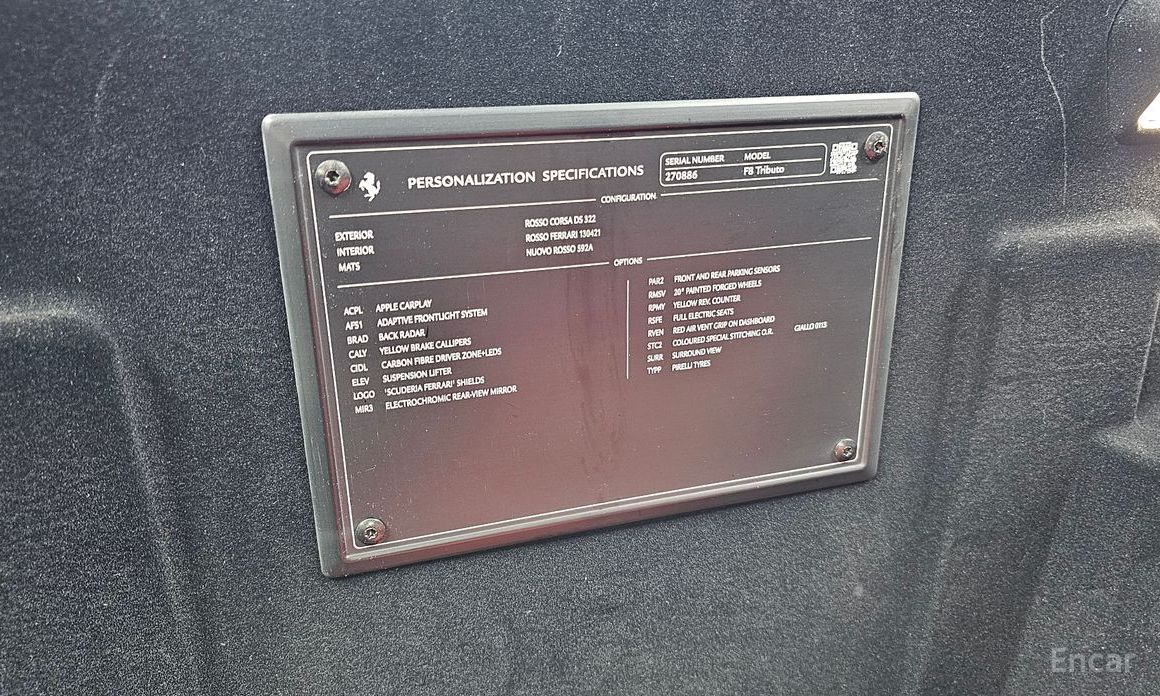 PERSONALIZATION SPECIFICATIONS
SERIAL NUMBER MODEL
270886 F8 Tributo
CONFIGURATION
EXTERIOR ROSSO CORSA DS 322
INTERIOR ROSSO FERRARI 130421
MATS NUOVO ROSSO 592A
OPTIONS
ACPL APPLE CARPLAY
AFS1 ADAPTIVE FRONTLIGHT SYSTEM
BRAD BACK RADAR
CALY YELLOW BRAKE CALLIPERS
CIDL CARBON FIBRE DRIVER ZONE+LEDS
ELEV SUSPENSION LIFTER
LOGO 'SCUDERIA FERRARI' SHIELDS
MIR3 ELECTROCHROMIC REAR-VIEW MIRROR
PAR2 FRONT AND REAR PARKING SENSORS
RMSV 20" PAINTED FORGED WHEELS
RPMY YELLOW REV. COUNTER
RSFE FULL ELECTRIC SEATS
RVEN RED AIR VENT GRIP ON DASHBOARD
STC2 COLOURED SPECIAL STITCHING O.R. GIALLO 0113
SURR SURROUND VIEW
TYPP PIRELLI TYRES
Encar